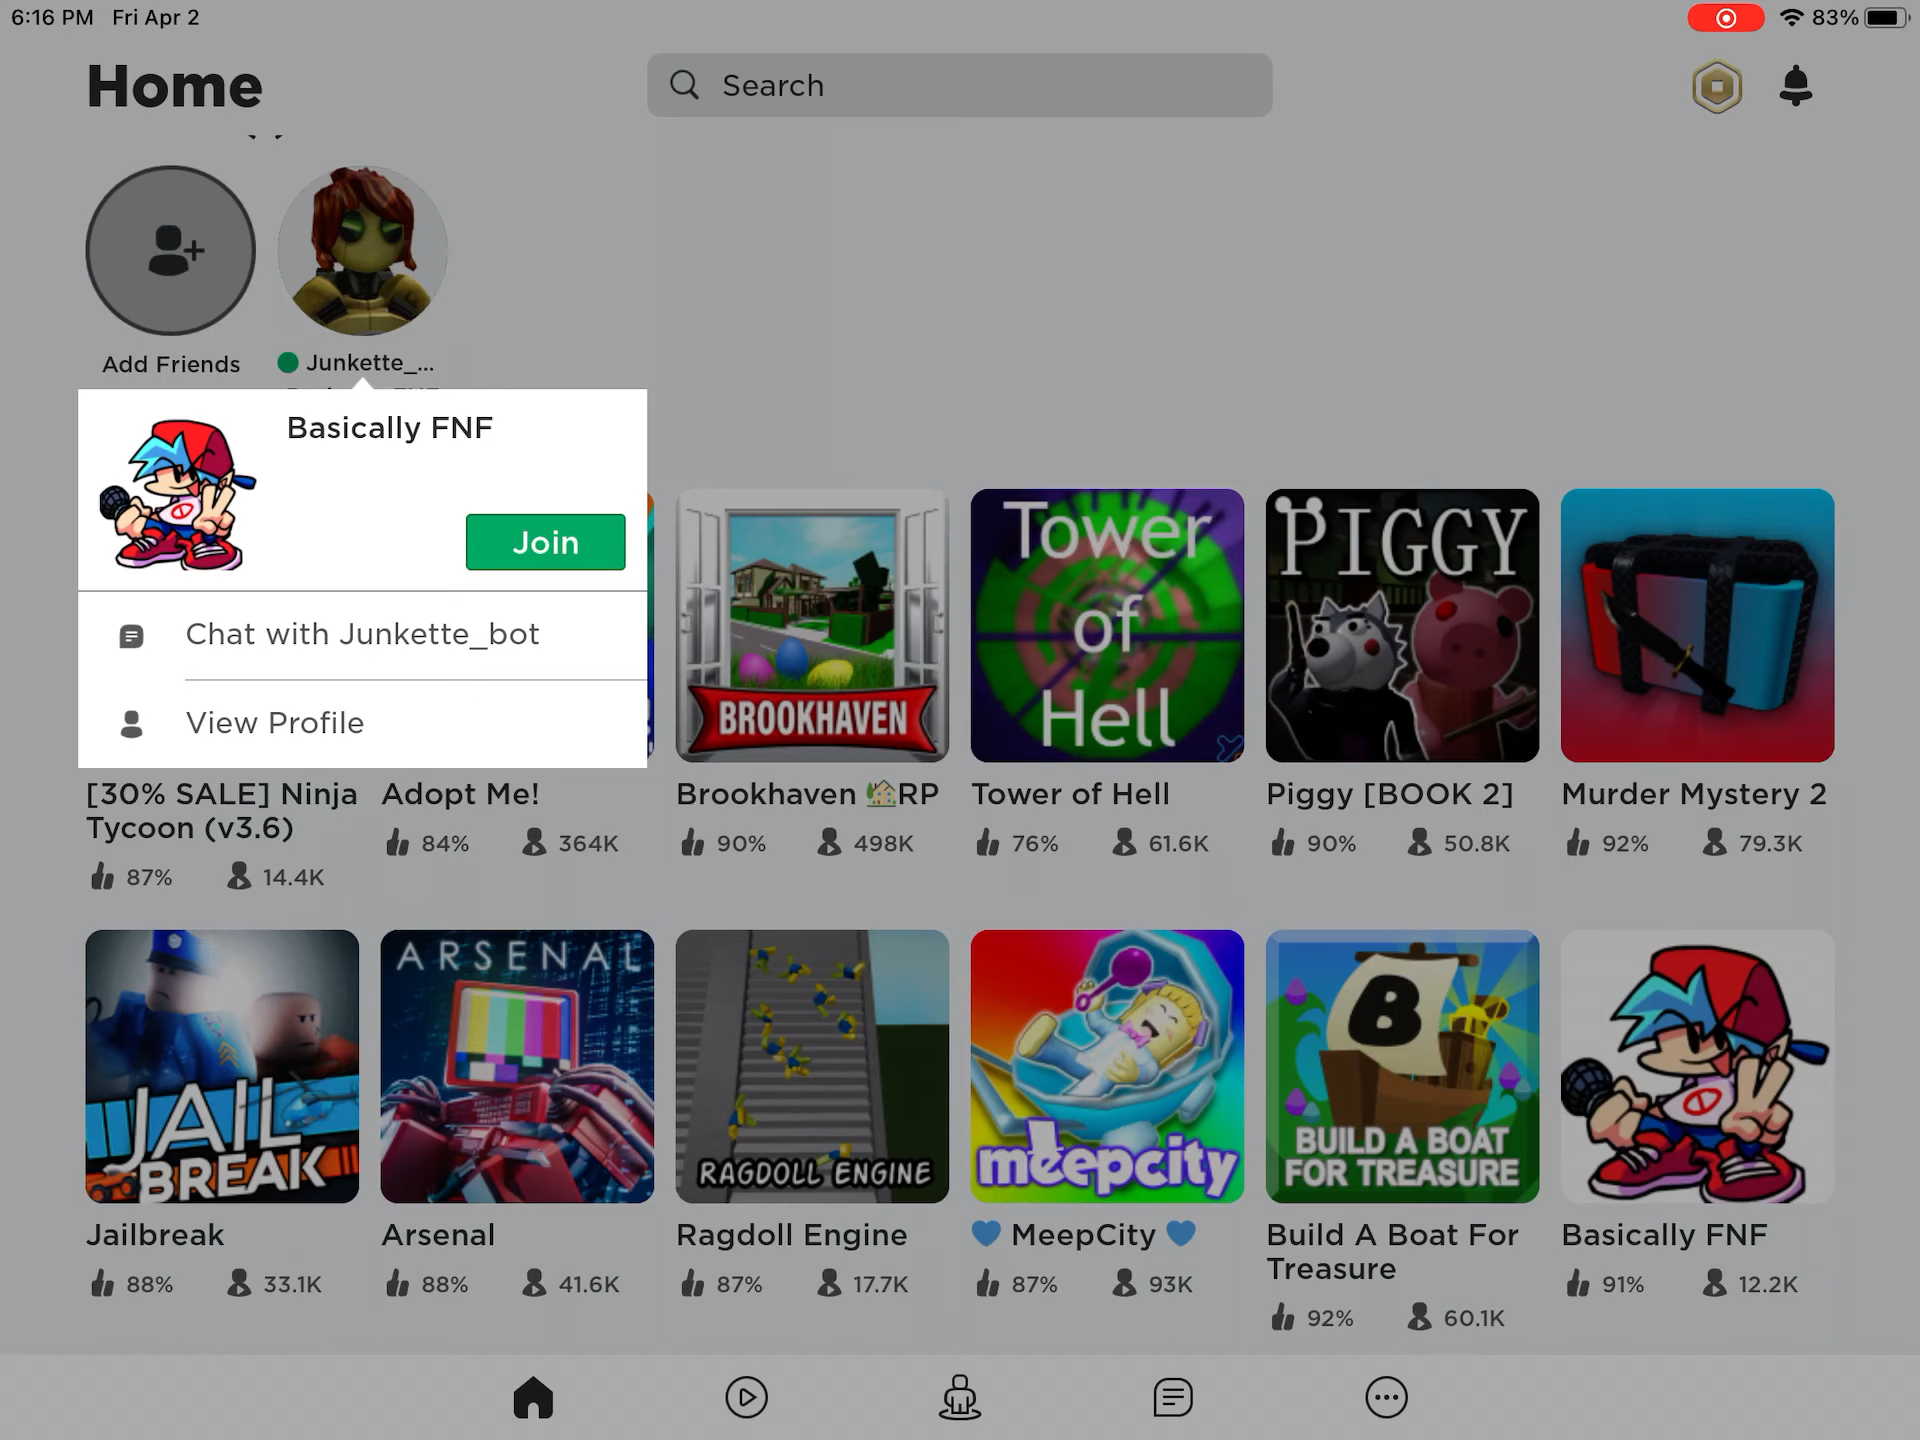 6:16 PM Fri Apr 2
83%
Home
Search
Add Friends
Junkette_...
Basically FNF
Join
Chat with Junkette_bot
View Profile
BROOKHAVEN
Tower
of
Hell
PIGGY
[30% SALE] Ninja
Tycoon (v3.6)
87% 14.4K
Adopt Me!
84% 364K
Brookhaven 🏡RP
90% 498K
Tower of Hell
76% 61.6K
Piggy [BOOK 2]
90% 50.8K
Murder Mystery 2
92% 79.3K
JAIL
BREAK
ARSENAL
RAGDOLL ENGINE
meepcity
B
BUILD A BOAT
FOR TREASURE
Jailbreak
88% 33.1K
Arsenal
88% 41.6K
Ragdoll Engine
87% 17.7K
💙 MeepCity 💙
87% 93K
Build A Boat For
Treasure
92% 60.1K
Basically FNF
91% 12.2K